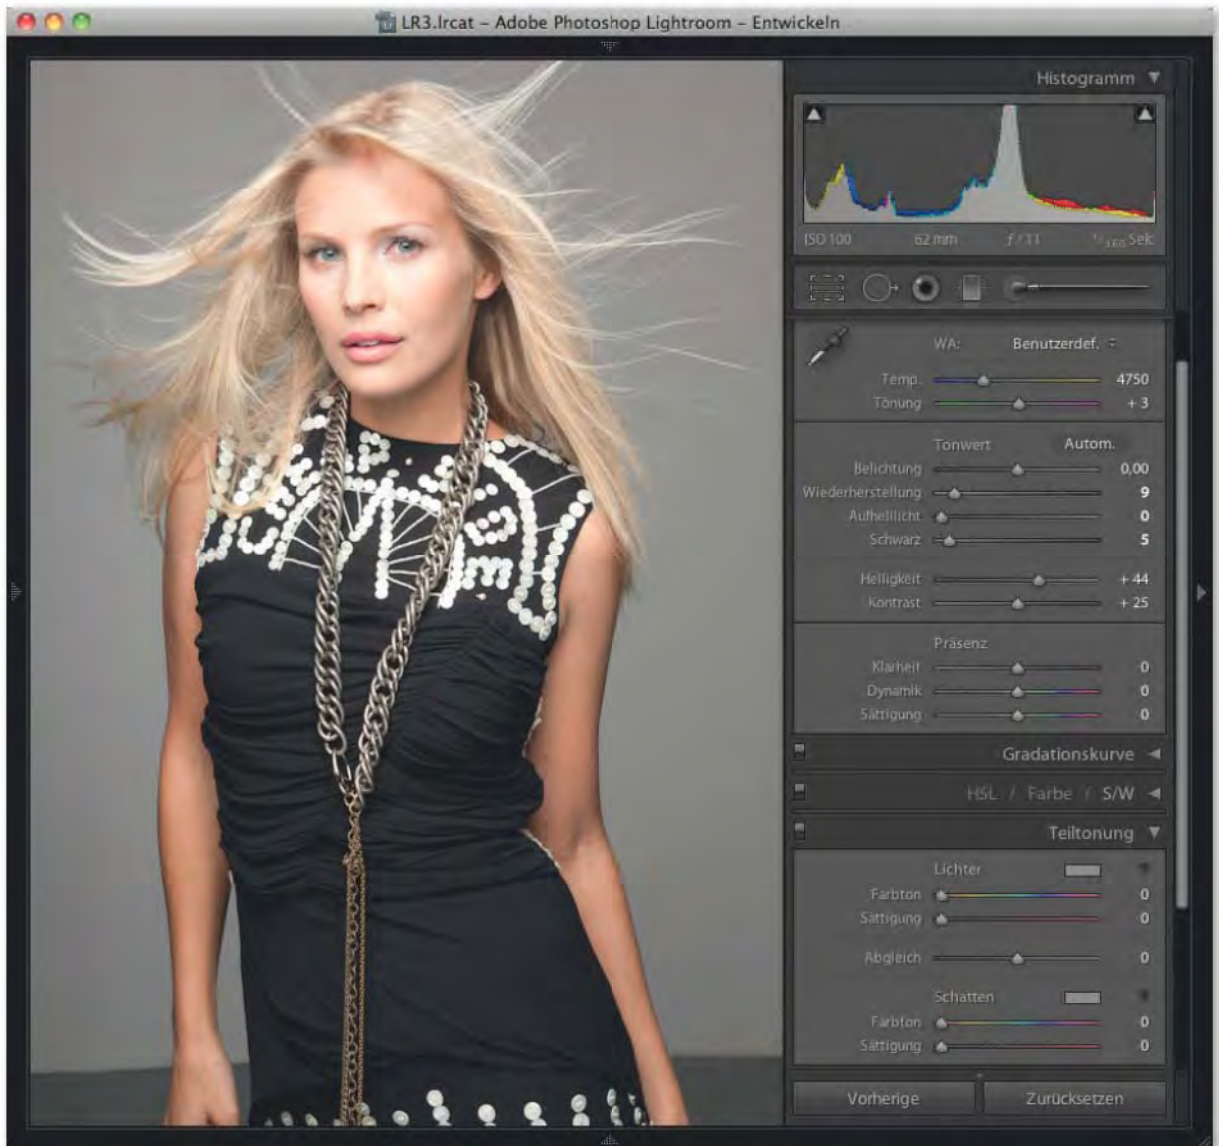 LR3.lrcat – Adobe Photoshop Lightroom – Entwickeln
Histogramm
ISO 100 62 mm ƒ / 11 1/160 Sek.
WA: Benutzerdef.
Temp. 4750
Tönung + 3
Tonwert Autom.
Belichtung 0,00
Wiederherstellung 9
Aufhelllicht 0
Schwarz 5
Helligkeit + 44
Kontrast + 25
Präsenz
Klarheit 0
Dynamik 0
Sättigung 0
Gradationskurve
HSL / Farbe / S/W
Teiltonung
Lichter
Farbton 0
Sättigung 0
Abgleich 0
Schatten
Farbton 0
Sättigung 0
Vorherige Zurücksetzen